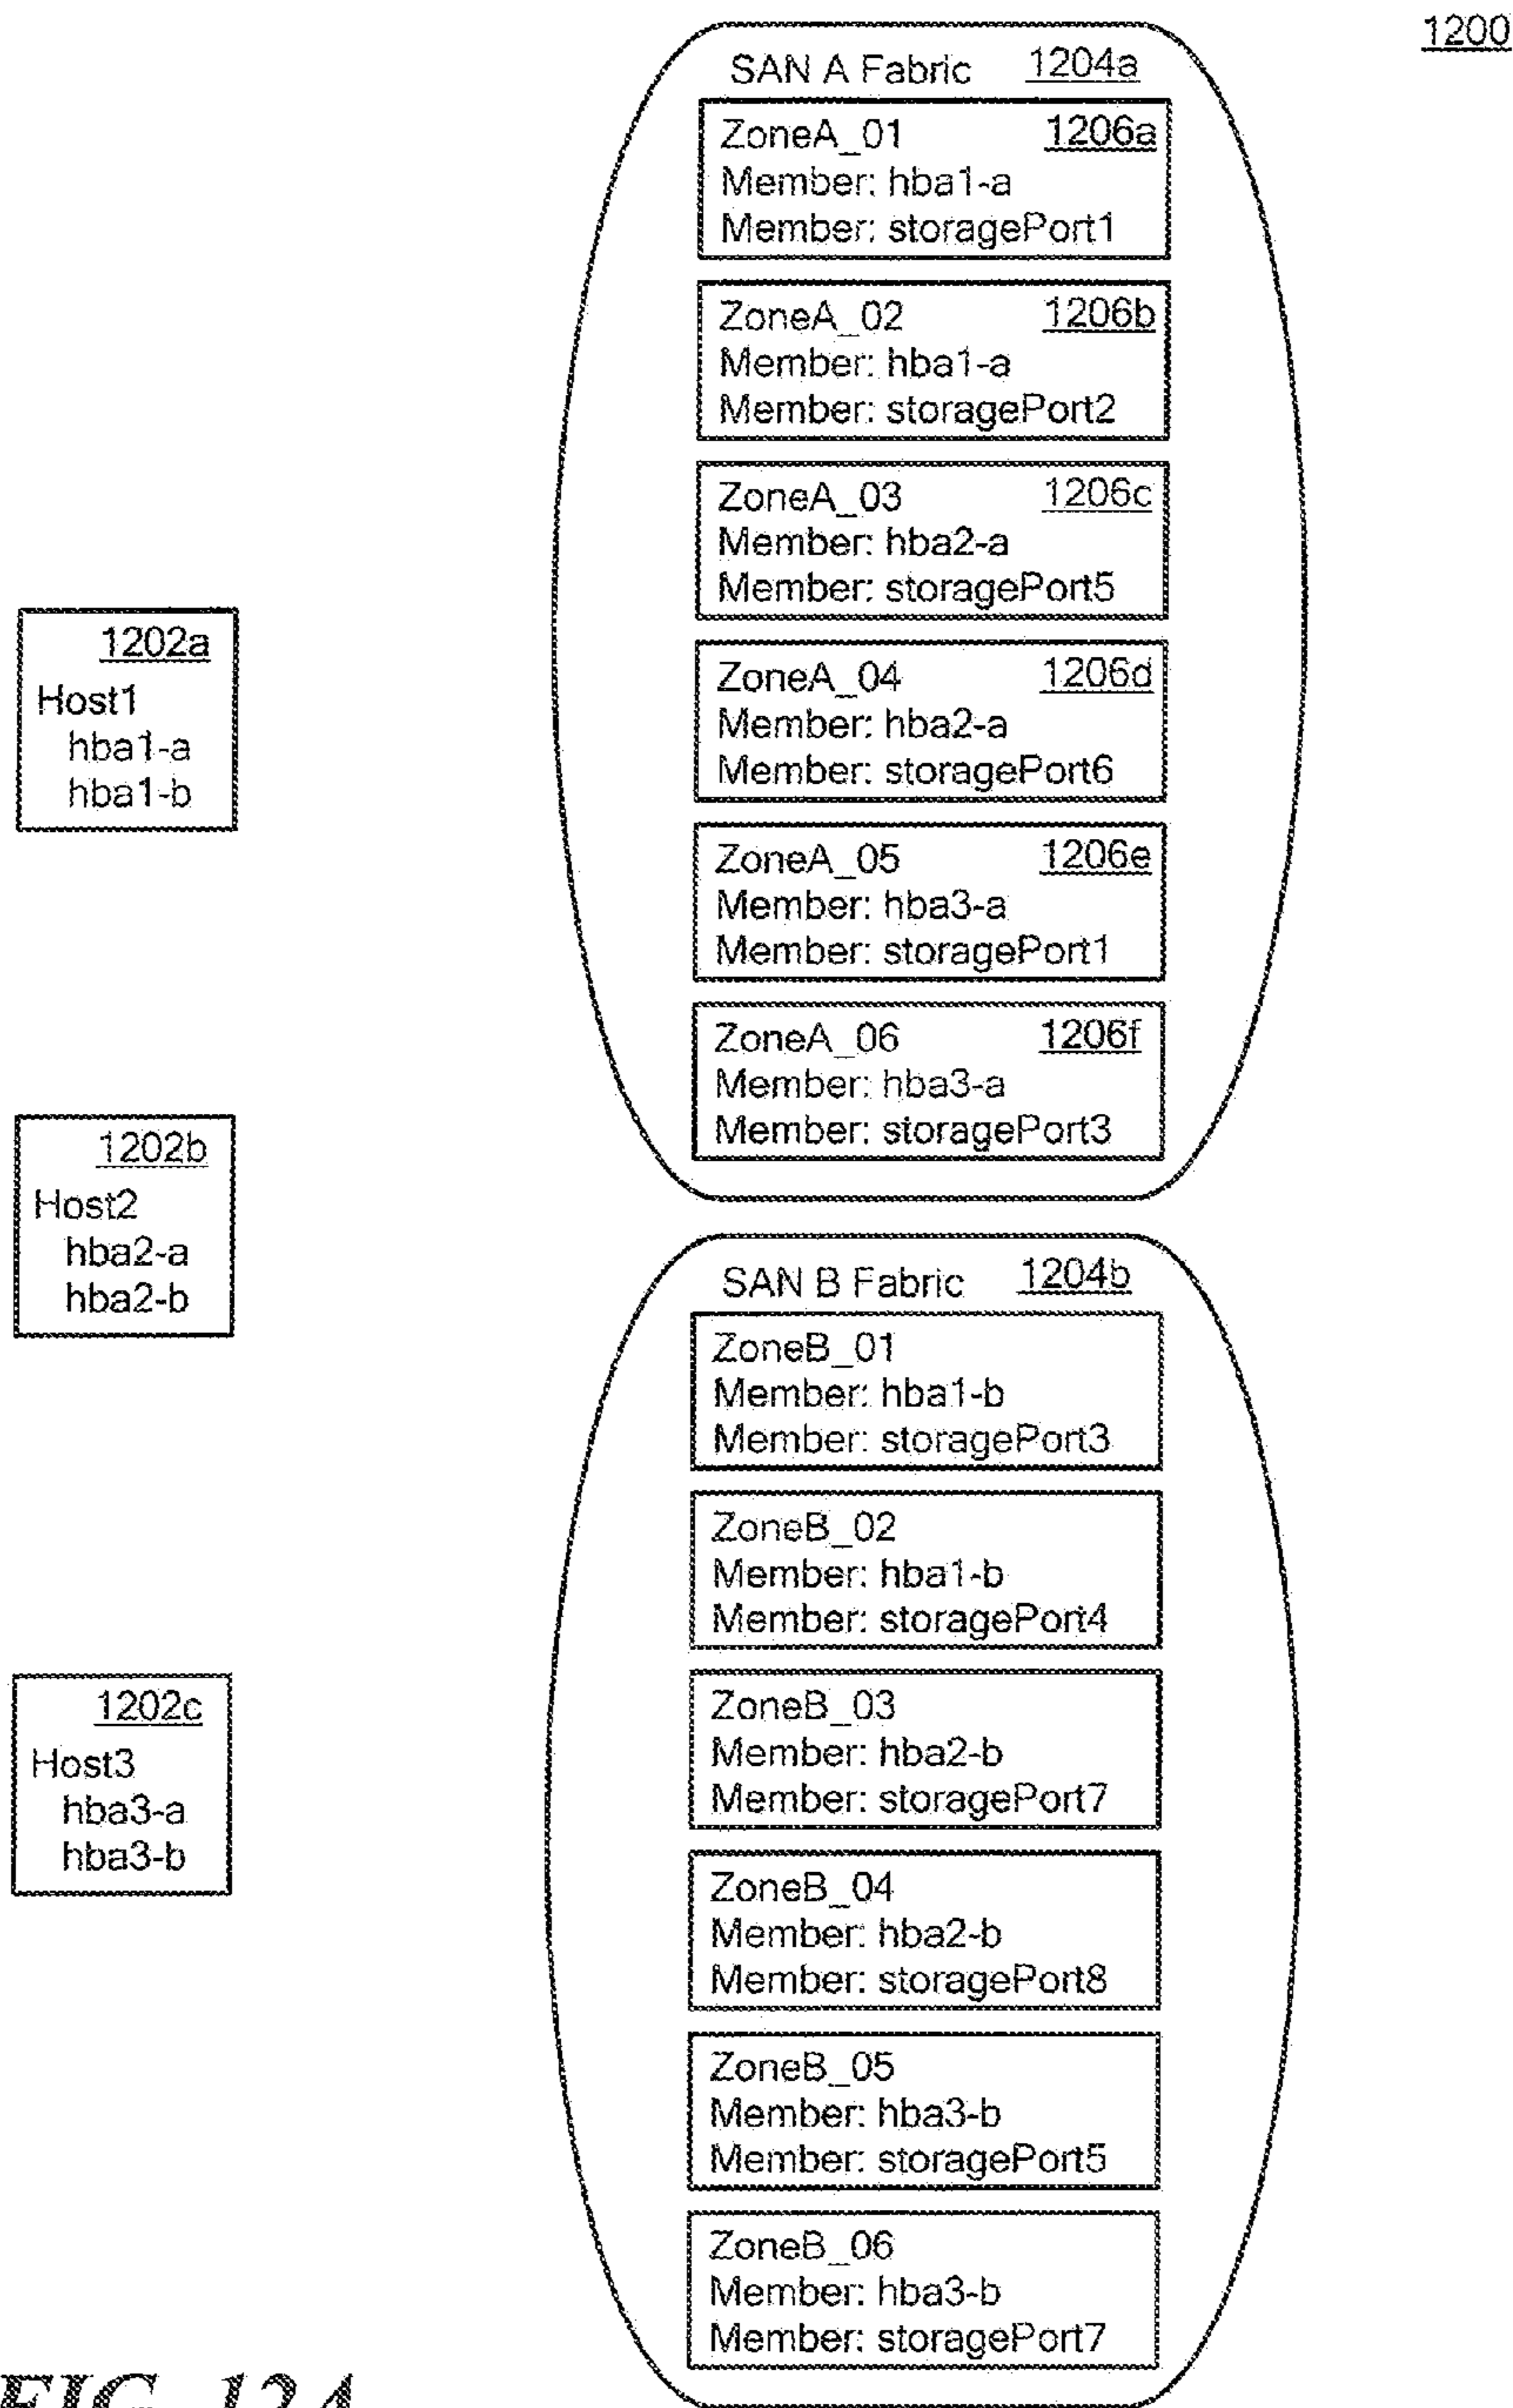 1200
SAN A Fabric 1204a
ZoneA_01 1206a
Member: hba1-a
Member: storagePort1
ZoneA_02 1206b
Member: hba1-a
Member: storagePort2
ZoneA_03 1206c
Member: hba2-a
Member: storagePort5
ZoneA_04 1206d
Member: hba2-a
Member: storagePort6
ZoneA_05 1206e
Member: hba3-a
Member: storagePort1
ZoneA_06 1206f
Member: hba3-a
Member: storagePort3
1202a
Host1
hba1-a
hba1-b
1202b
Host2
hba2-a
hba2-b
1202c
Host3
hba3-a
hba3-b
SAN B Fabric 1204b
ZoneB_01
Member: hba1-b
Member: storagePort3
ZoneB_02
Member: hba1-b
Member: storagePort4
ZoneB_03
Member: hba2-b
Member: storagePort7
ZoneB_04
Member: hba2-b
Member: storagePort8
ZoneB_05
Member: hba3-b
Member: storagePort5
ZoneB_06
Member: hba3-b
Member: storagePort7
FIG. 12A